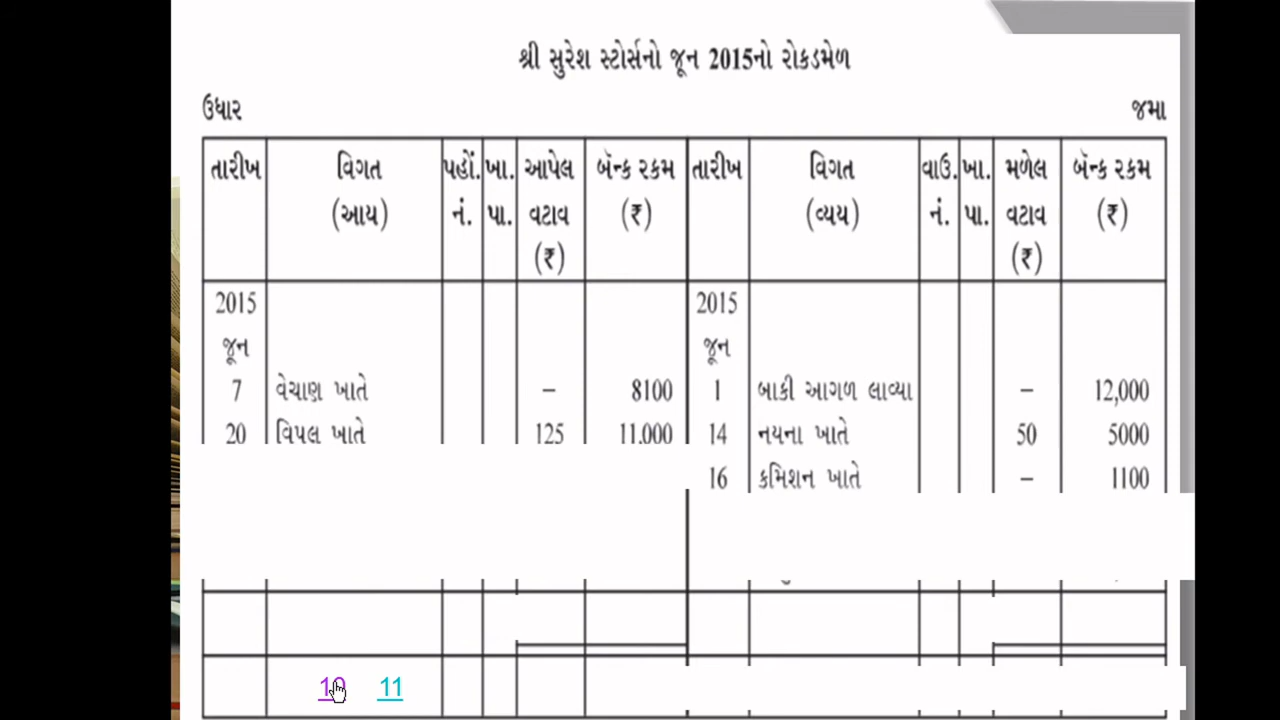 શ્રી સુરેશ સ્ટોર્સનો જૂન 2015નો રોકડમેળ
ઉધાર જમા
તારીખ વિગત પહોં. ખા. આપેલ બૅન્ક રકમ તારીખ વિગત વાઉ. ખા. મળેલ બૅન્ક રકમ
(આય) નં. પા. વટાવ (₹) (વ્યય) નં. પા. વટાવ (₹)
(₹) (₹)
2015 2015
જૂન જૂન
7 વેચાણ ખાતે – 8100 1 બાકી આગળ લાવ્યા – 12,000
20 વિપલ ખાતે 125 11,000 14 નયના ખાતે 50 5000
16 કમિશન ખાતે – 1100
10 11